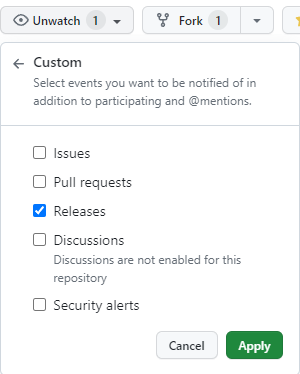 Unwatch 1 Fork 1
Custom
Select events you want to be notified of in
addition to participating and @mentions.
Issues
Pull requests
Releases
Discussions
Discussions are not enabled for this
repository
Security alerts
Cancel Apply